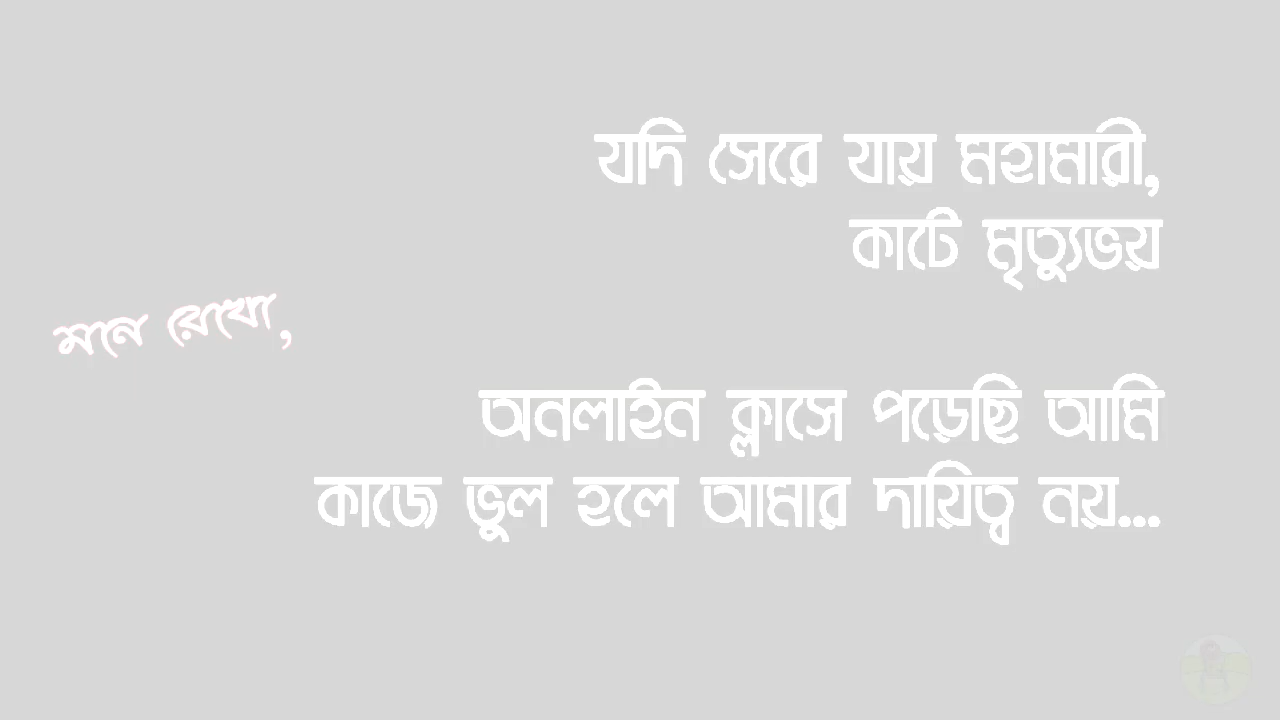 যদি সেরে যায় মহামারী,
কাটে মৃত্যুভয়
মনে রেখো,
অনলাইন ক্লাসে পড়েছি আমি
কাজে ভুল হলে আমার দায়িত্ব নয়...